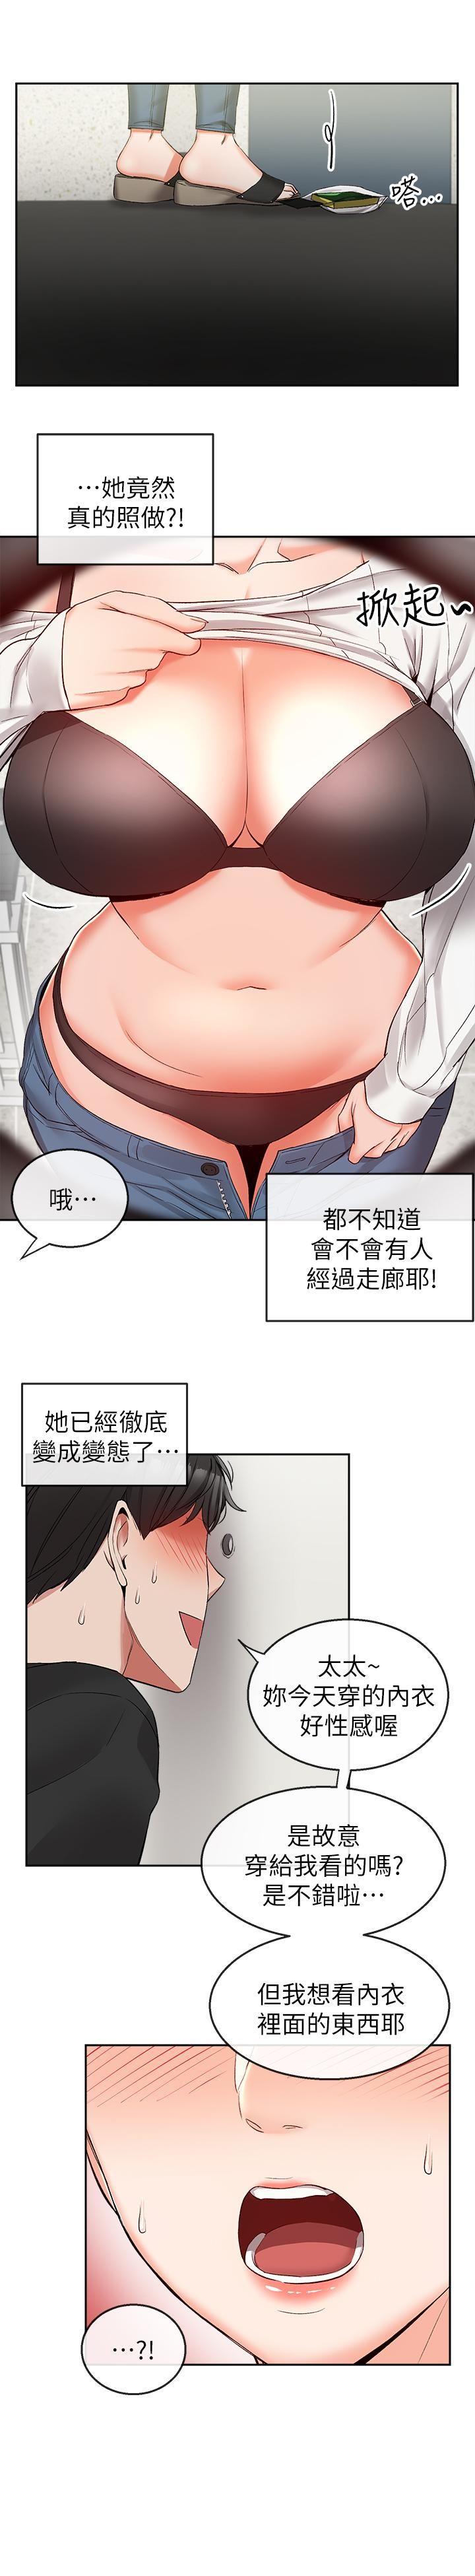 嗒…
…她竟然
真的照做?!
掀起~
哦…
都不知道
會不會有人
經過走廊耶!
她已經徹底
變成變態了…
太太~
妳今天穿的內衣
好性感喔
是故意
穿給我看的嗎?
是不錯啦…
但我想看內衣
裡面的東西耶
…?!